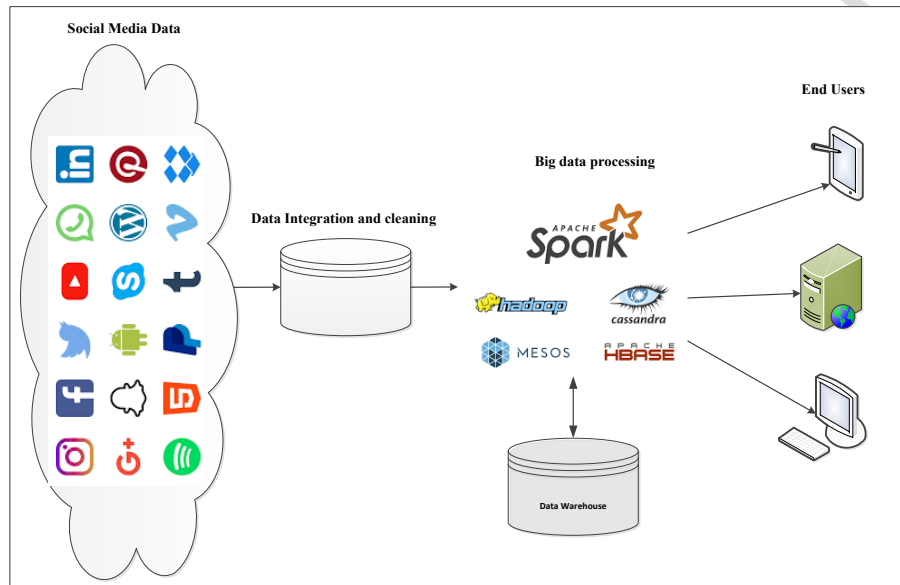 Social Media Data
End Users
Big data processing
Data Integration and cleaning
APACHE
Spark
hadoop
cassandra
MESOS
APACHE
HBASE
Data Warehouse